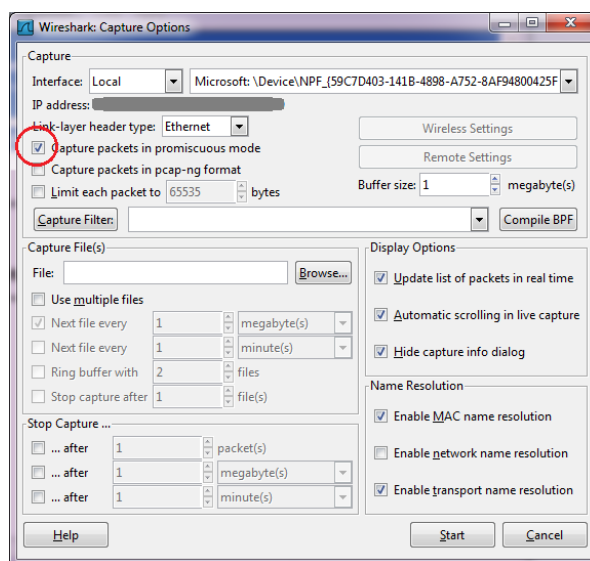 Wireshark: Capture Options
Capture
Interface: Local Microsoft: \Device\NPF_{59C7D403-141B-4898-A752-8AF94800425F
IP address:
Link-layer header type: Ethernet
Wireless Settings
Capture packets in promiscuous mode
Remote Settings
Capture packets in pcap-ng format
Limit each packet to 65535 bytes
Buffer size: 1 megabyte(s)
Capture Filter: Compile BPF
Capture File(s)
File: Browse...
Use multiple files
Next file every 1 megabyte(s)
Next file every 1 minute(s)
Ring buffer with 2 files
Stop capture after 1 file(s)
Stop Capture ...
... after 1 packet(s)
... after 1 megabyte(s)
... after 1 minute(s)
Display Options
Update list of packets in real time
Automatic scrolling in live capture
Hide capture info dialog
Name Resolution
Enable MAC name resolution
Enable network name resolution
Enable transport name resolution
Help Start Cancel